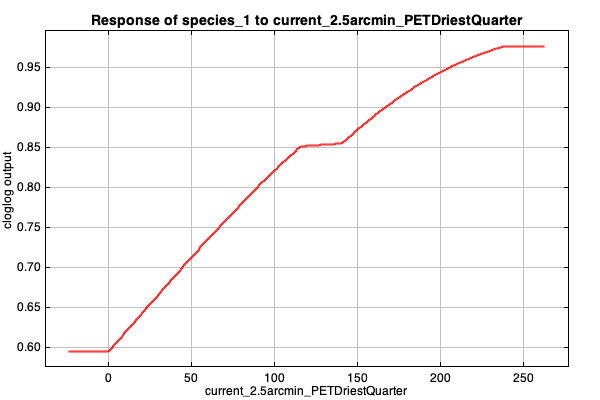 Response of species_1 to current_2.5arcmin_PETDriestQuarter
cloglog output
0.95
0.90
0.85
0.80
0.75
0.70
0.65
0.60
0 50 100 150 200 250
current_2.5arcmin_PETDriestQuarter